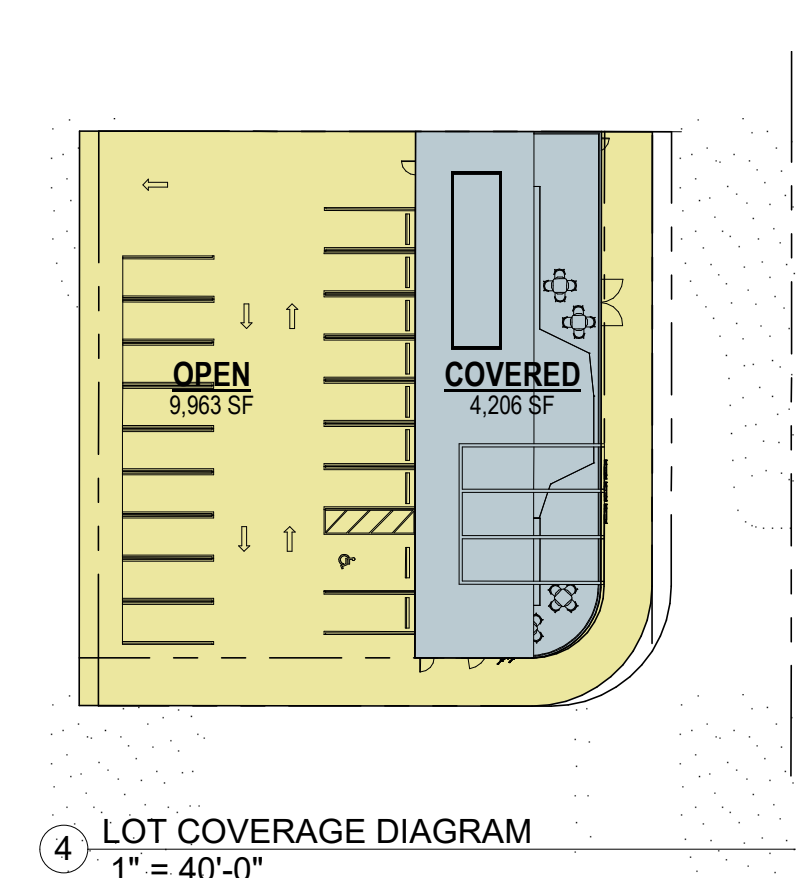 OPEN
9,963 SF
COVERED
4,206 SF
4
LOT COVERAGE DIAGRAM
1" = 40'-0"